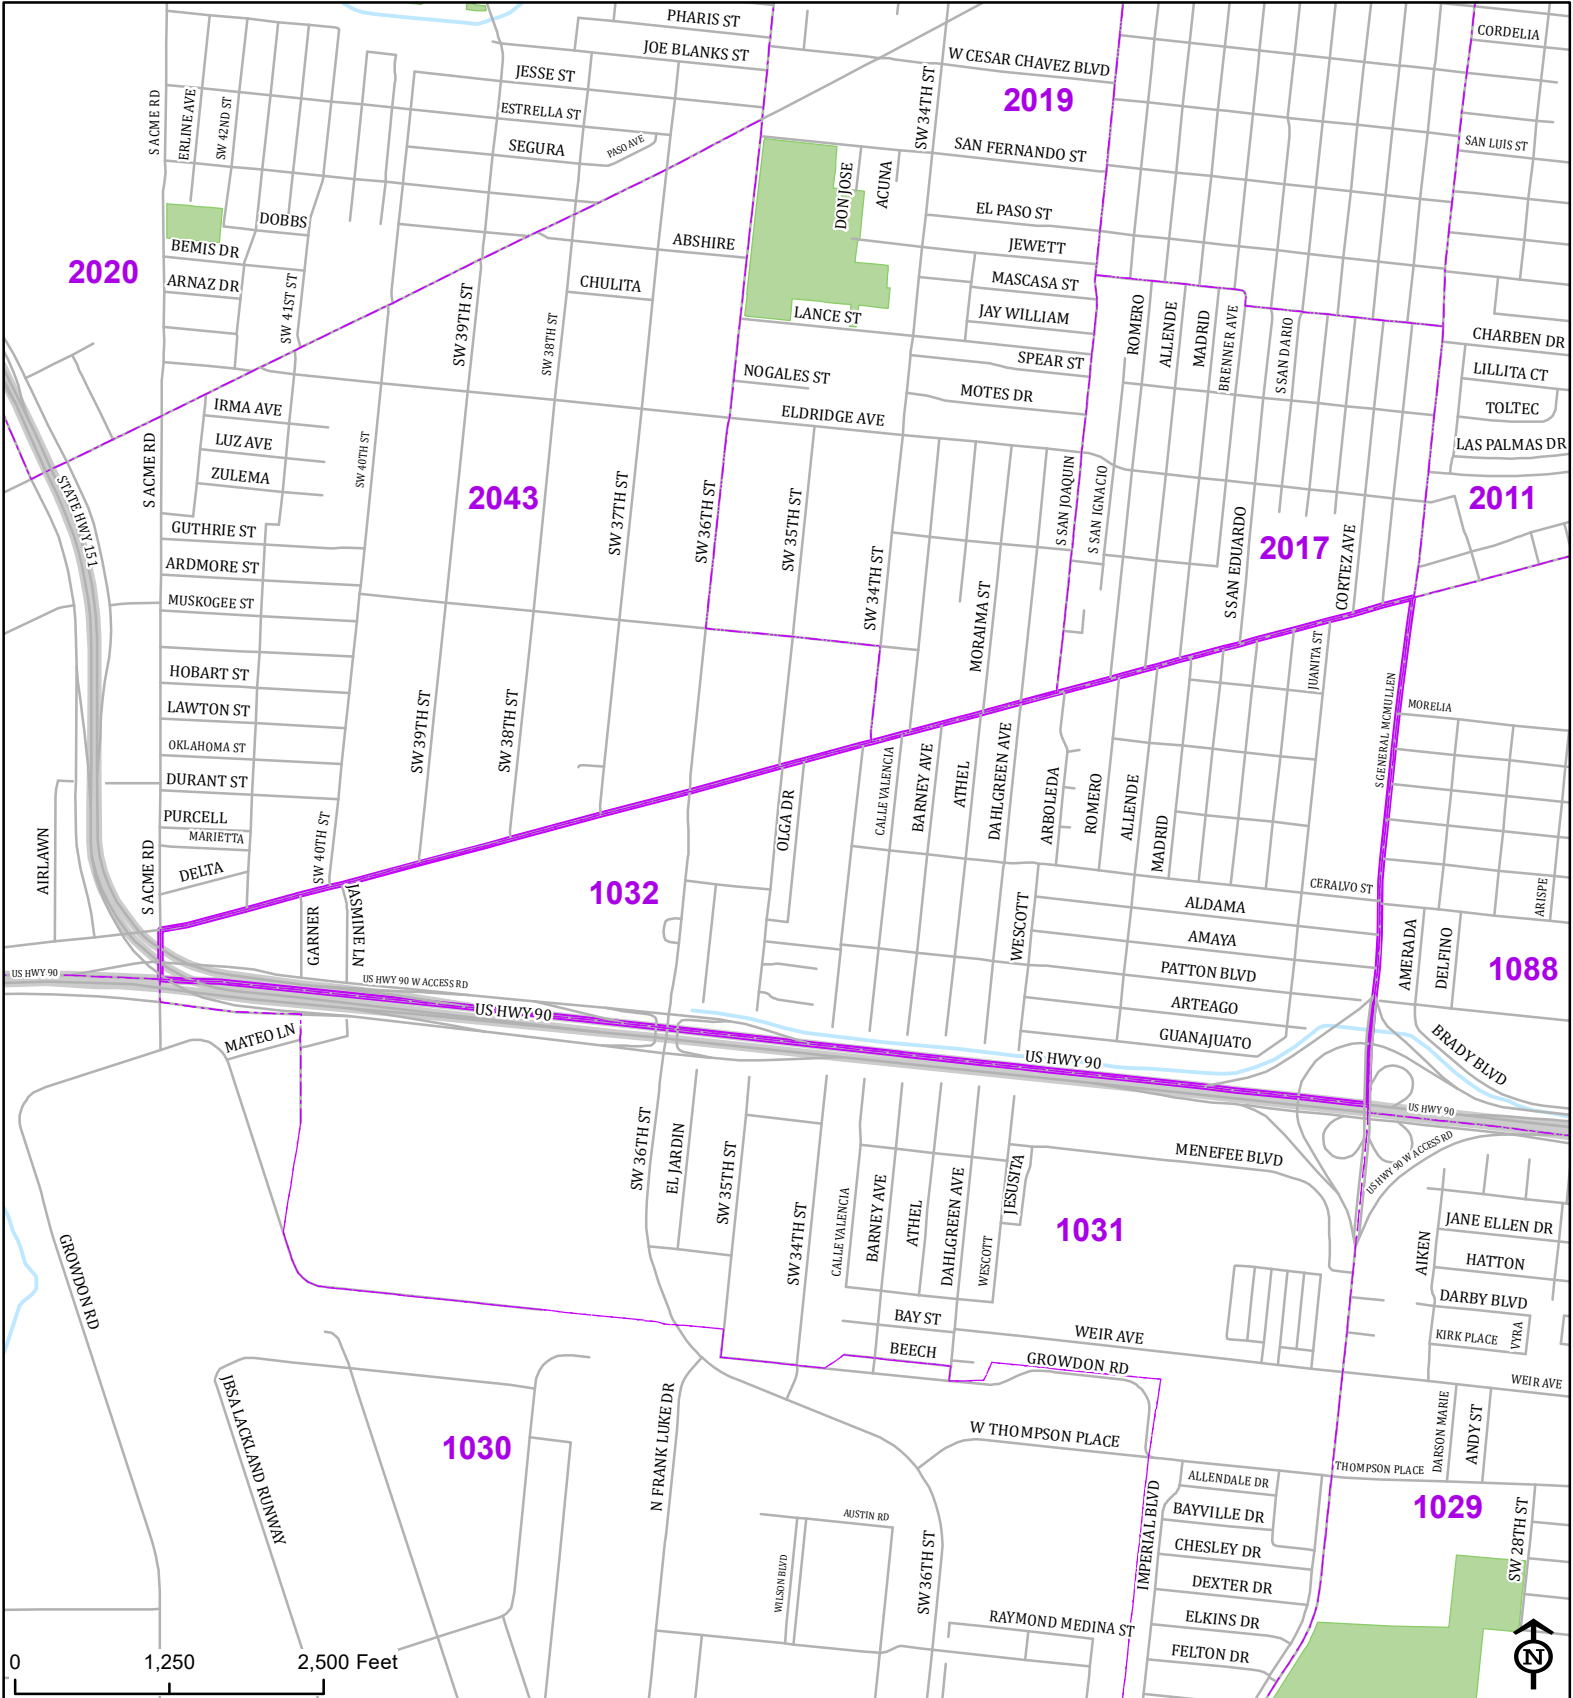 PHARIS ST
JOE BLANKS ST
JESSE ST
ESTRELLA ST
SEGURA
PASO AVE
W CESAR CHAVEZ BLVD
2019
CORDELIA
SAN LUIS ST
S ACME RD
ERLINE AVE
SW 42ND ST
SW 34TH ST
SAN FERNANDO ST
DON JOSE
ACUNA
EL PASO ST
JEWETT
MASCASA ST
JAY WILLIAM
DOBBS
BEMIS DR
ARNAZ DR
2020
SW 41ST ST
ABSHIRE
CHULITA
SW 39TH ST
SW 38TH ST
LANCE ST
SPEAR ST
MOTES DR
NOGALES ST
ELDRIDGE AVE
ROMERO
ALLENDE
MADRID
BRENNER AVE
S SAN DARIO
CHARBEN DR
LILLITA CT
TOLTEC
LAS PALMAS DR
2011
IRMA AVE
LUZ AVE
ZULEMA
SW 40TH ST
S ACME RD
STATE HWY 151
2043
SW 37TH ST
SW 36TH ST
SW 35TH ST
SW 34TH ST
S SAN JOAQUIN
S SAN IGNACIO
S SAN EDUARDO
2017
CORTEZ AVE
GUTHRIE ST
ARDMORE ST
MUSKOGEE ST
HOBART ST
LAWTON ST
OKLAHOMA ST
DURANT ST
PURCELL
MARIETTA
DELTA
SW 39TH ST
SW 38TH ST
MORAIMA ST
JUANITA ST
S GENERAL MCMULLEN
MORELIA
AIRLAWN
S ACME RD
SW 40TH ST
GARNER
JASMINE LN
1032
OLGA DR
CALLE VALENCIA
BARNEY AVE
ATHEL
DAHLGREEN AVE
ARBOLEDA
ROMERO
ALLENDE
MADRID
CERALVO ST
ARISPE
ALDAMA
AMAYA
WESCOTT
PATTON BLVD
ARTEAGO
GUANAJUATO
AMERADA
DELFINO
1088
BRADY BLVD
US HWY 90
US HWY 90 W ACCESS RD
US HWY 90
US HWY 90
US HWY 90
US HWY 90 W ACCESS RD
MATEO LN
SW 36TH ST
EL JARDIN
SW 35TH ST
SW 34TH ST
CALLE VALENCIA
BARNEY AVE
ATHEL
DAHLGREEN AVE
WESCOTT
JESUSITA
MENEFEE BLVD
1031
AIKEN
JANE ELLEN DR
HATTON
DARBY BLVD
KIRK PLACE
VYRA
GROWDON RD
BAY ST
BEECH
WEIR AVE
GROWDON RD
WEIR AVE
JBSA LACKLAND RUNWAY
1030
N FRANK LUKE DR
W THOMPSON PLACE
THOMPSON PLACE
DARSON MARIE
ANDY ST
1029
SW 28TH ST
AUSTIN RD
WILSON BLVD
SW 36TH ST
IMPERIAL BLVD
ALLENDALE DR
BAYVILLE DR
CHESLEY DR
DEXTER DR
ELKINS DR
FELTON DR
RAYMOND MEDINA ST
0 1,250 2,500 Feet
N